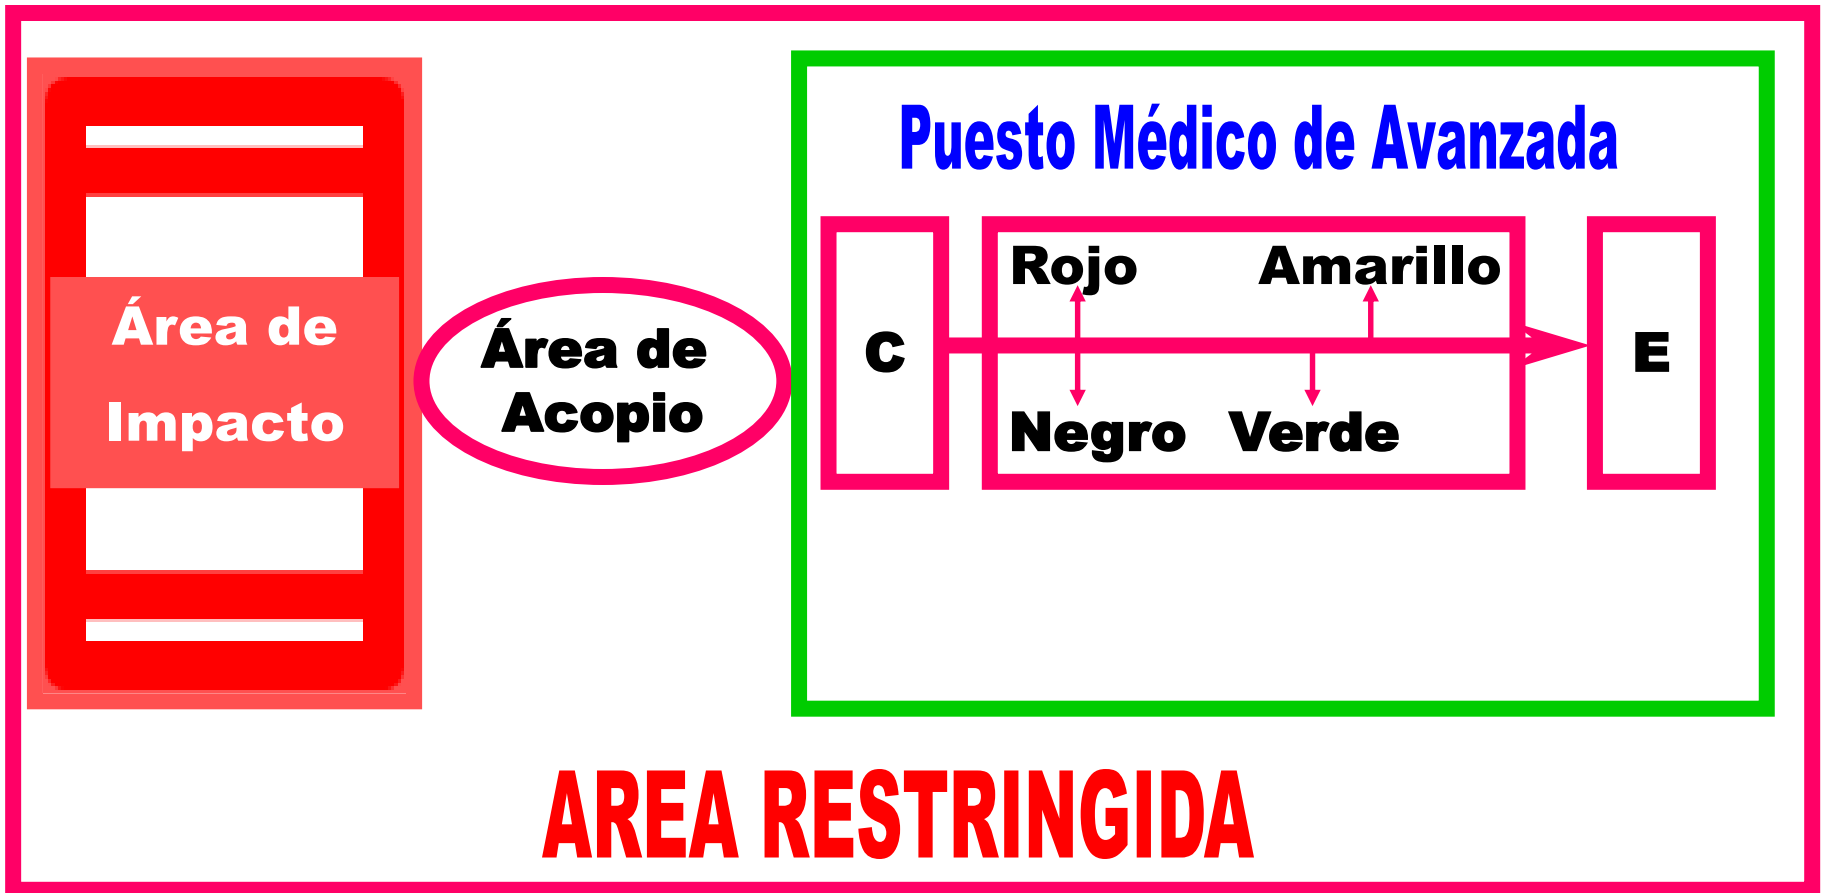 Área de
Impacto
Área de
Acopio
Puesto Médico de Avanzada
C
Rojo
Amarillo
Negro
Verde
E
AREA RESTRINGIDA